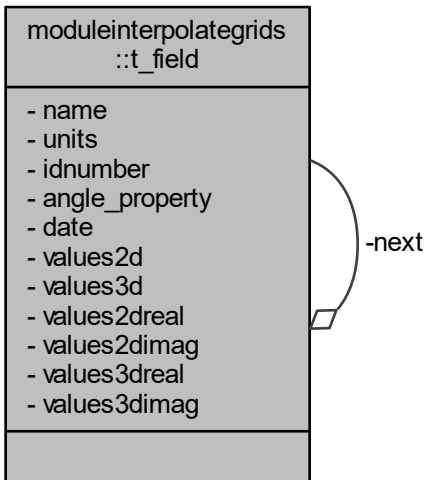 moduleinterpolategrids
::t_field
- name
- units
- idnumber
- angle_property
- date
- values2d
- values3d
- values2dreal
- values2dimag
- values3dreal
- values3dimag
-next